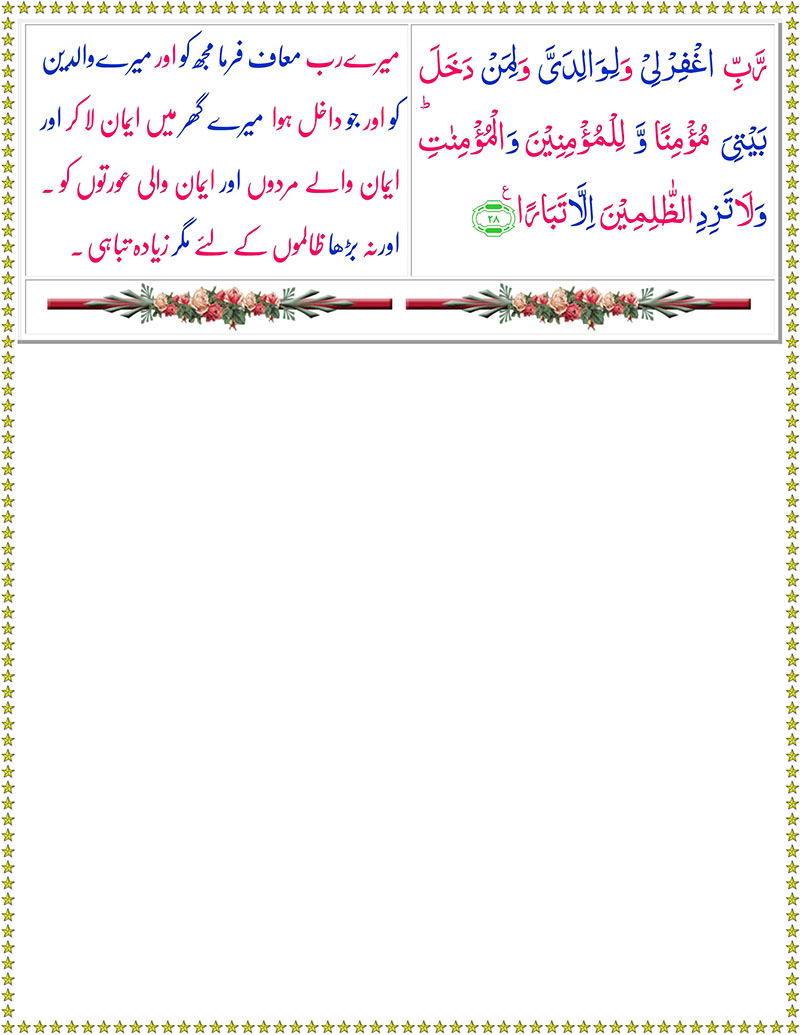 رَّبِّ اغْفِرْ لِیْ وَلِوَالِدَیَّ وَلِمَنْ دَخَلَ
بَیْتِیَ مُؤْمِنًا وَّ لِلْمُؤْمِنِیْنَ وَالْمُؤْمِنٰتِ ؕ
وَلَا تَزِدِ الظّٰلِمِیْنَ اِلَّا تَبَارًا ۧ ﴿۲۸﴾
میرے رب معاف فرما مجھ کو اور میرے والدین
کو اور جو داخل ہوا میرے گھر میں ایمان لا کر اور
ایمان والے مردوں اور ایمان والی عورتوں کو ۔
اور نہ بڑھا ظالموں کے لئے مگر زیادہ تباہی ۔